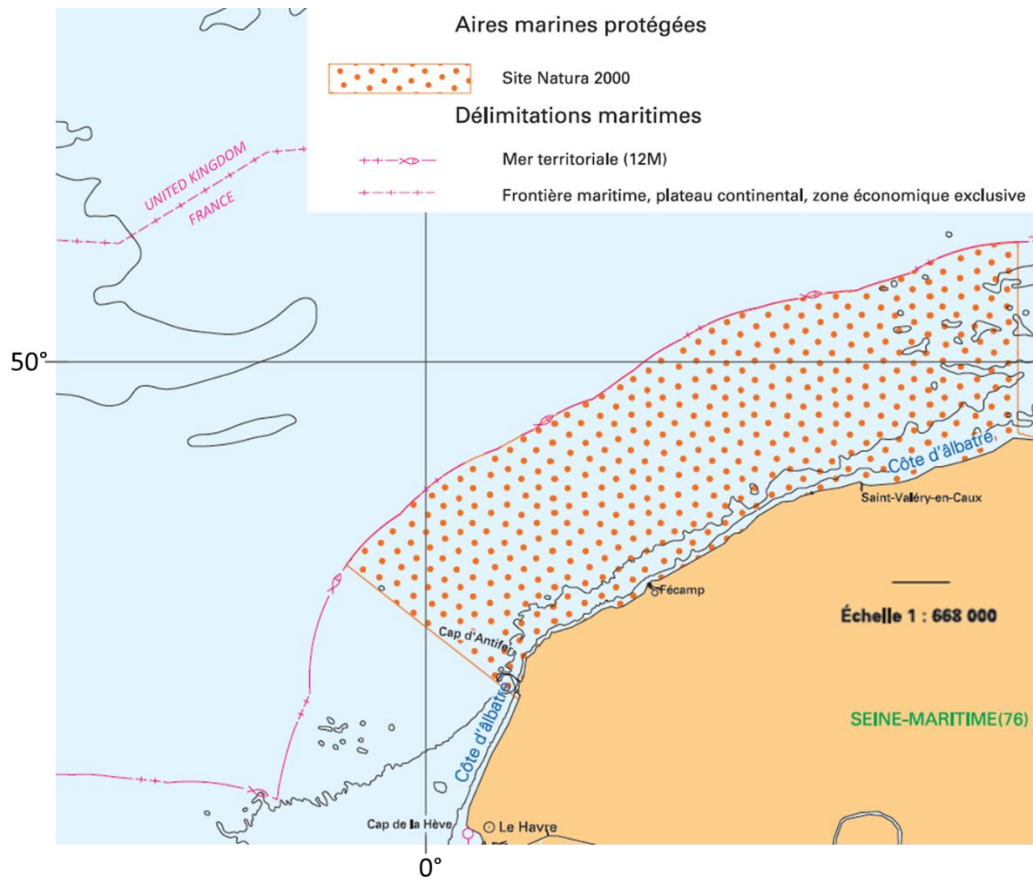 Aires marines protégées
Site Natura 2000
Délimitations maritimes
Mer territoriale (12M)
Frontière maritime, plateau continental, zone économique exclusive
UNITED KINGDOM
FRANCE
50°
Côte d'âlbatre
Saint-Valéry-en-Caux
Fécamp
Échelle 1 : 668 000
Cap d'Antifer
Côte d'âlbatre
SEINE-MARITIME(76)
Cap de la Hève
Le Havre
0°